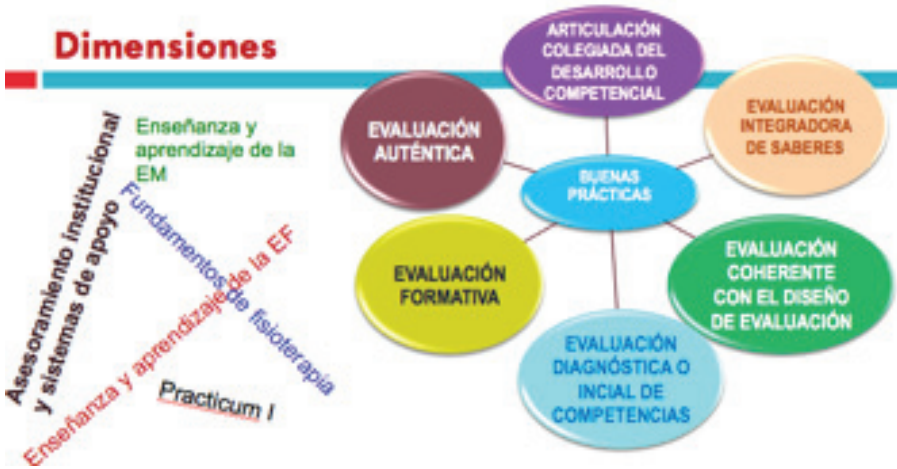 Dimensiones
Asesoramiento institucional
y sistemas de apoyo
Enseñanza y
aprendizaje de la
EM
Fundamentos de fisioterapia
Enseñanza y aprendizaje de la EF
Practicum I
ARTICULACIÓN
COLEGIADA DEL
DESARROLLO
COMPETENCIAL
EVALUACIÓN
AUTÉNTICA
EVALUACIÓN
INTEGRADORA
DE SABERES
BUENAS
PRÁCTICAS
EVALUACIÓN
FORMATIVA
EVALUACIÓN
COHERENTE
CON EL DISEÑO
DE EVALUACIÓN
EVALUACIÓN
DIAGNÓSTICA O
INCIAL DE
COMPETENCIAS